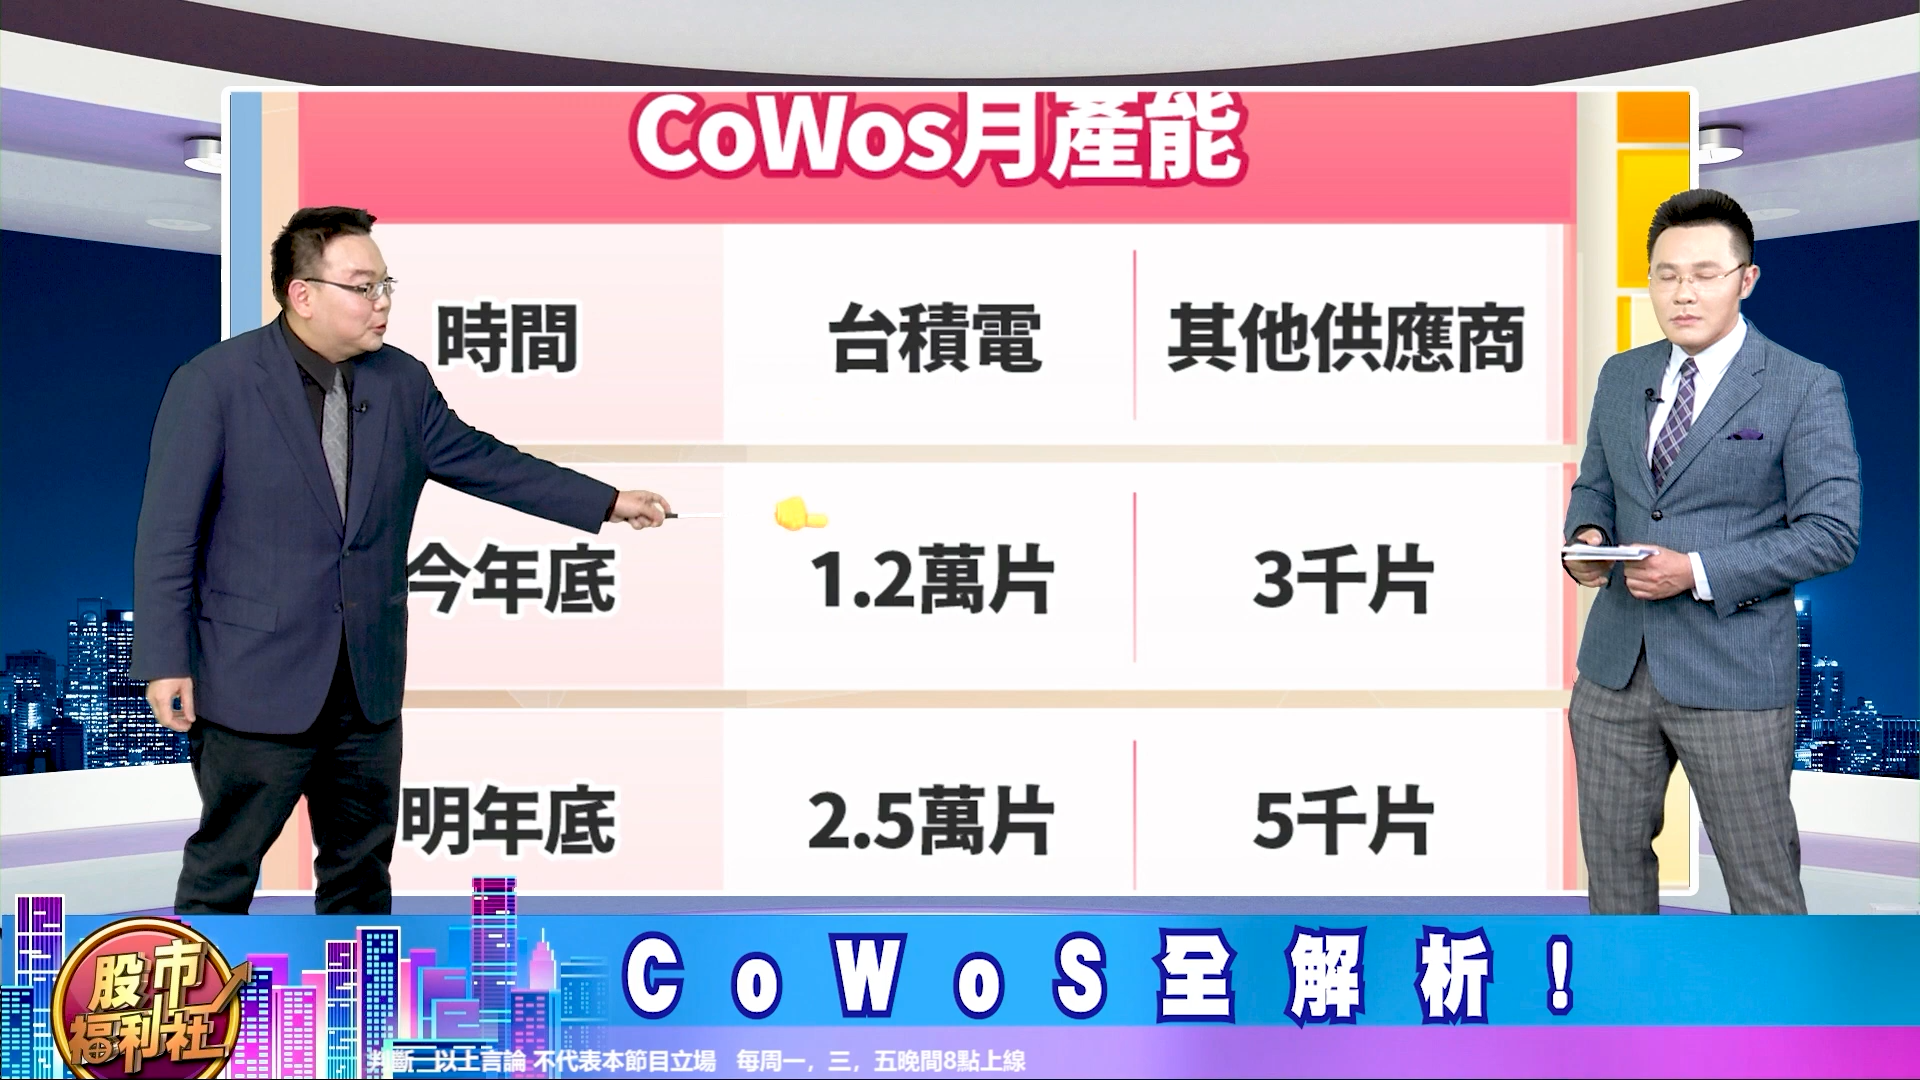 CoWos月產能
時間 台積電 其他供應商
今年底 1.2萬片 3千片
明年底 2.5萬片 5千片
CoWoS全解析!
股市
福利社
判斷 以上言論 不代表本節目立場 每周一, 三, 五晚間8點上線